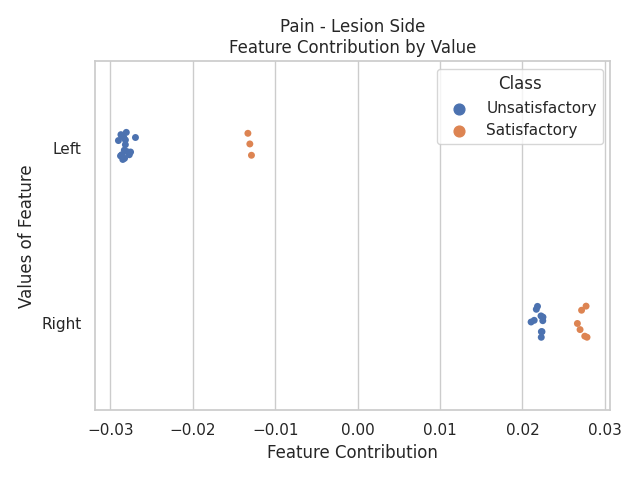 Pain - Lesion Side
Feature Contribution by Value
Class
Unsatisfactory
Satisfactory
Values of Feature
Left
Right
−0.03 −0.02 −0.01 0.00 0.01 0.02 0.03
Feature Contribution